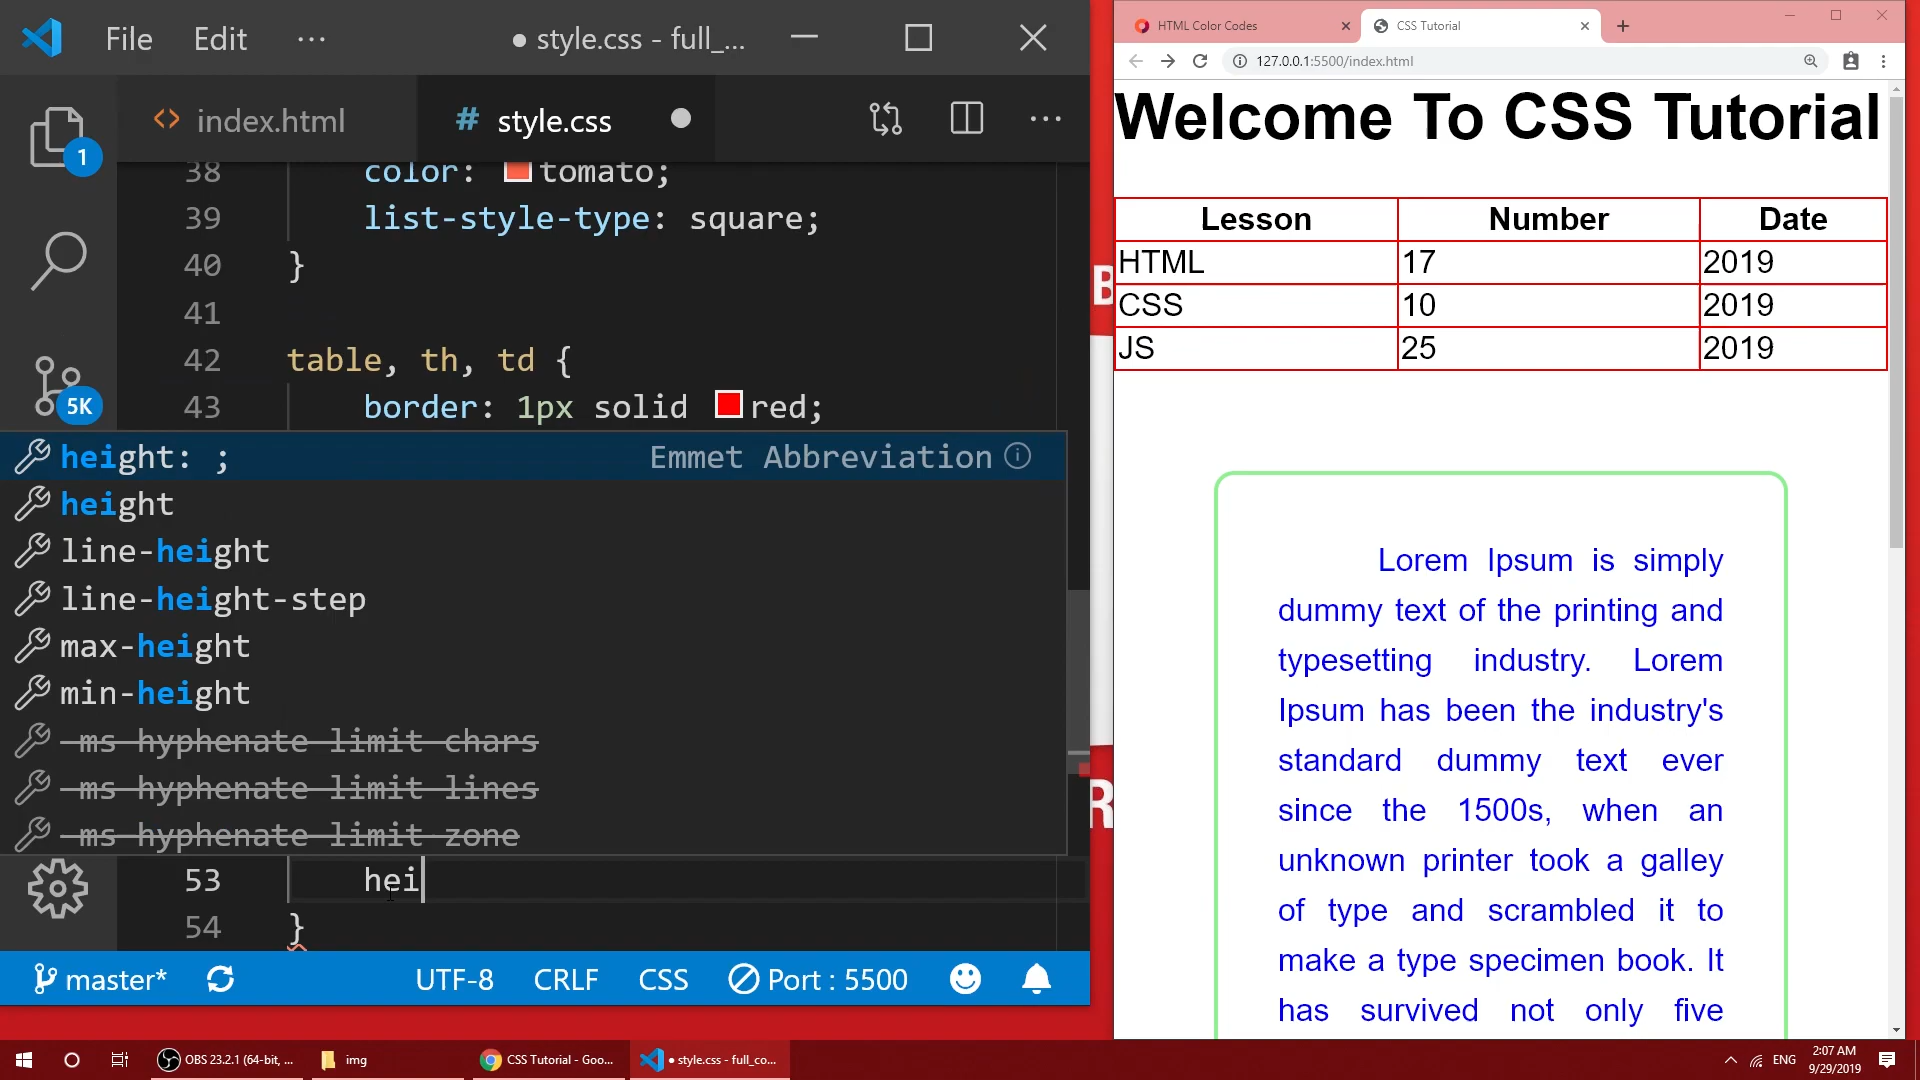 File Edit ··· ● style.css - full_...
index.html # style.css
38 color: tomato;
39 list-style-type: square;
40 }
41
42 table, th, td {
43 border: 1px solid red;
height: ; Emmet Abbreviation
height
line-height
line-height-step
max-height
min-height
-ms-hyphenate-limit-chars
-ms-hyphenate-limit-lines
-ms-hyphenate-limit-zone
53 hei
54 }
1
5K
master* UTF-8 CRLF CSS Port : 5500
HTML Color Codes CSS Tutorial
127.0.0.1:5500/index.html
Welcome To CSS Tutorial
Lesson Number Date
HTML 17 2019
CSS 10 2019
JS 25 2019
Lorem Ipsum is simply
dummy text of the printing and
typesetting industry. Lorem
Ipsum has been the industry's
standard dummy text ever
since the 1500s, when an
unknown printer took a galley
of type and scrambled it to
make a type specimen book. It
has survived not only five
B
R
OBS 23.2.1 (64-bit, ... img CSS Tutorial - Goo... ● style.css - full_co... ENG 2:07 AM
9/29/2019